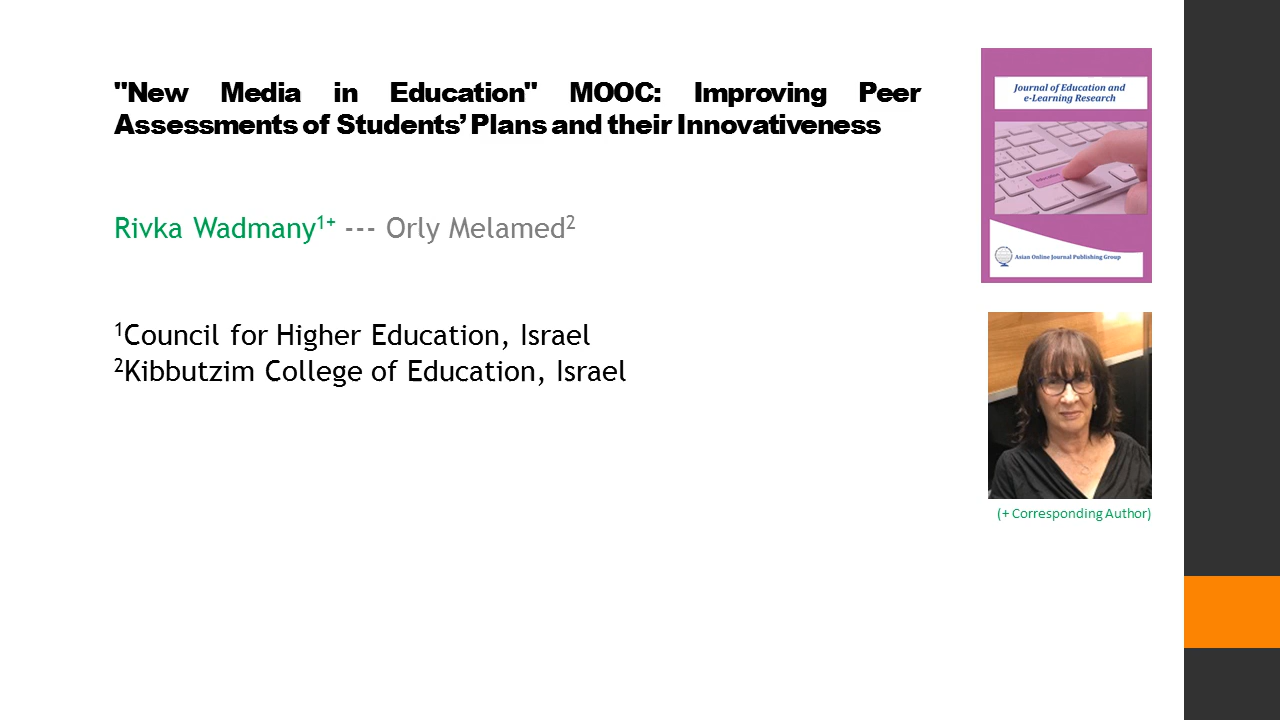 "New Media in Education" MOOC: Improving Peer
Assessments of Students’ Plans and their Innovativeness
Rivka Wadmany1+ --- Orly Melamed2
1Council for Higher Education, Israel
2Kibbutzim College of Education, Israel
Journal of Education and
e-Learning Research
education
Asian Online Journal Publishing Group
(+ Corresponding Author)